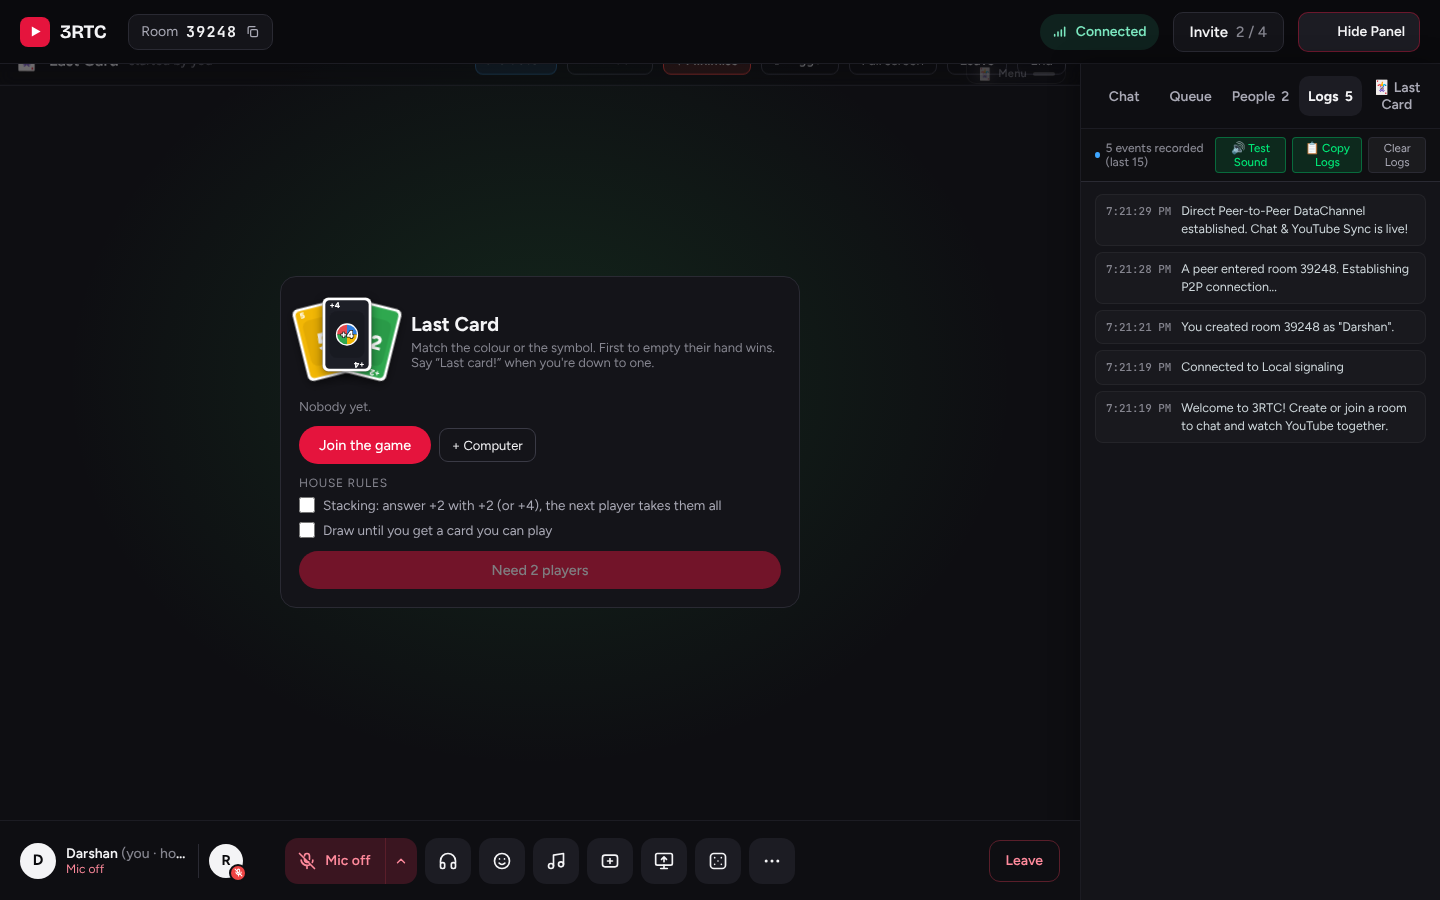 3RTC
Room 39248
Connected
Invite 2 / 4
Hide Panel
Menu
Chat
Queue
People 2
Logs 5
Last
Card
5 events recorded
(last 15)
Test
Sound
Copy
Logs
Clear
Logs
7:21:29 PM Direct Peer-to-Peer DataChannel
established. Chat & YouTube Sync is live!
7:21:28 PM A peer entered room 39248. Establishing
P2P connection...
7:21:21 PM You created room 39248 as "Darshan".
7:21:19 PM Connected to Local signaling
7:21:19 PM Welcome to 3RTC! Create or join a room
to chat and watch YouTube together.
+4
+4
2
+4
Last Card
Match the colour or the symbol. First to empty their hand wins.
Say “Last card!” when you're down to one.
Nobody yet.
Join the game
+ Computer
HOUSE RULES
Stacking: answer +2 with +2 (or +4), the next player takes them all
Draw until you get a card you can play
Need 2 players
D
Darshan (you · ho...
Mic off
R
Mic off
Leave